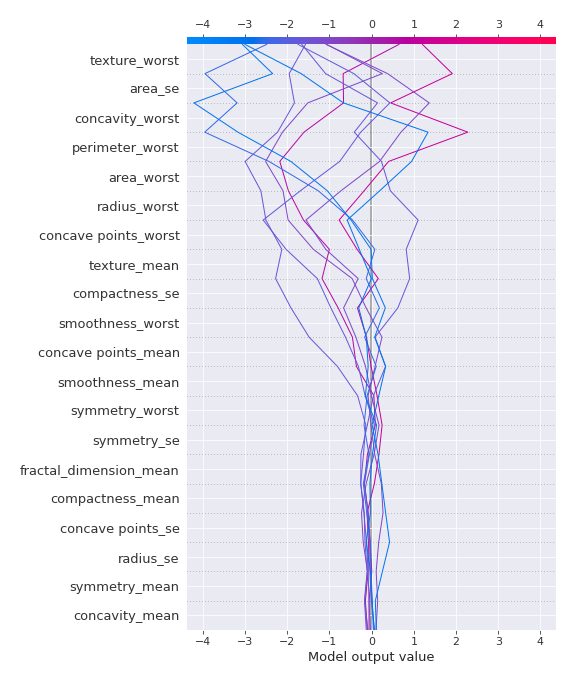 −4 −3 −2 −1 0 1 2 3 4
texture_worst
area_se
concavity_worst
perimeter_worst
area_worst
radius_worst
concave points_worst
texture_mean
compactness_se
smoothness_worst
concave points_mean
smoothness_mean
symmetry_worst
symmetry_se
fractal_dimension_mean
compactness_mean
concave points_se
radius_se
symmetry_mean
concavity_mean
−4 −3 −2 −1 0 1 2 3 4
Model output value